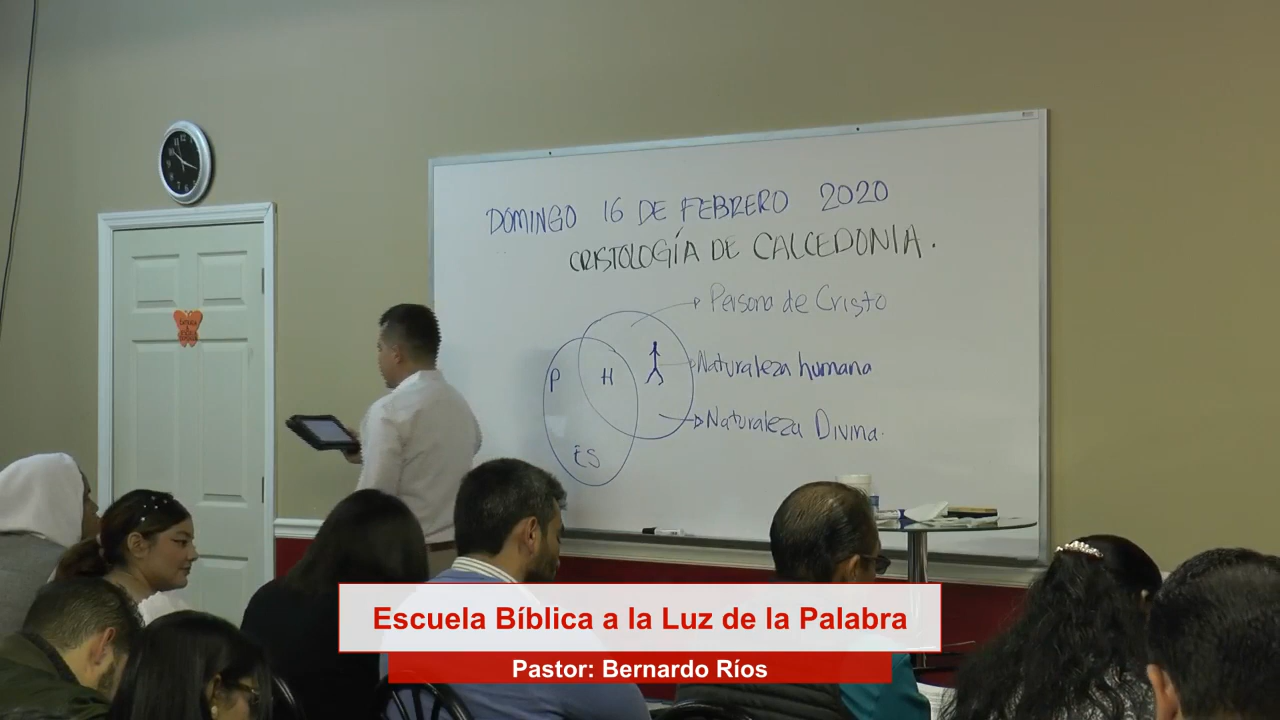 DOMINGO 16 DE FEBRERO 2020
CRISTOLOGÍA DE CALCEDONIA.
Persona de Cristo
P
H
Naturaleza humana
Naturaleza Divina.
ES
Escuela Bíblica a la Luz de la Palabra
Pastor: Bernardo Ríos